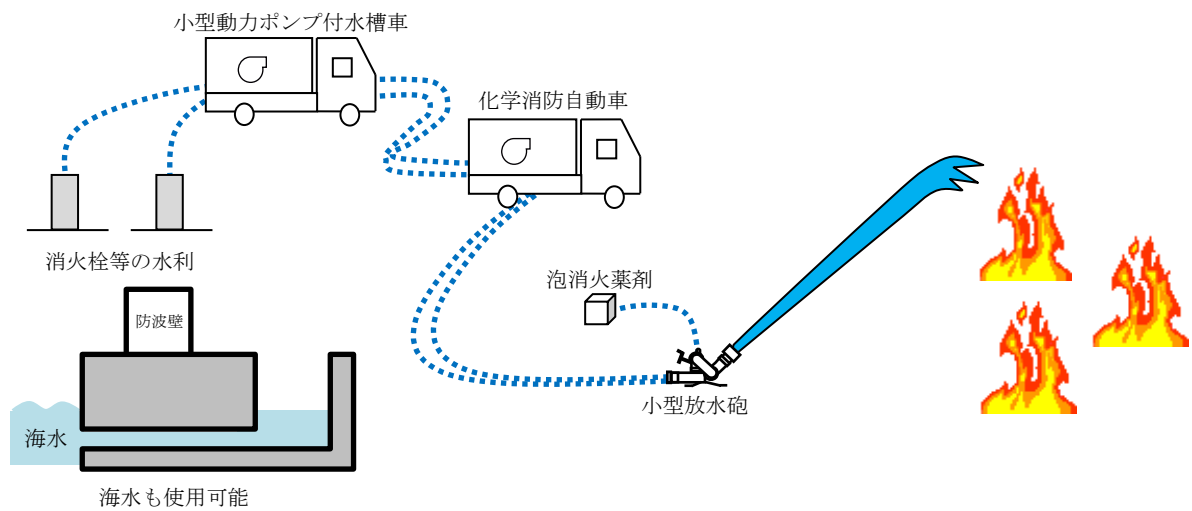 小型動力ポンプ付水槽車
化学消防自動車
消火栓等の水利
泡消火薬剤
防波壁
小型放水砲
海水
海水も使用可能